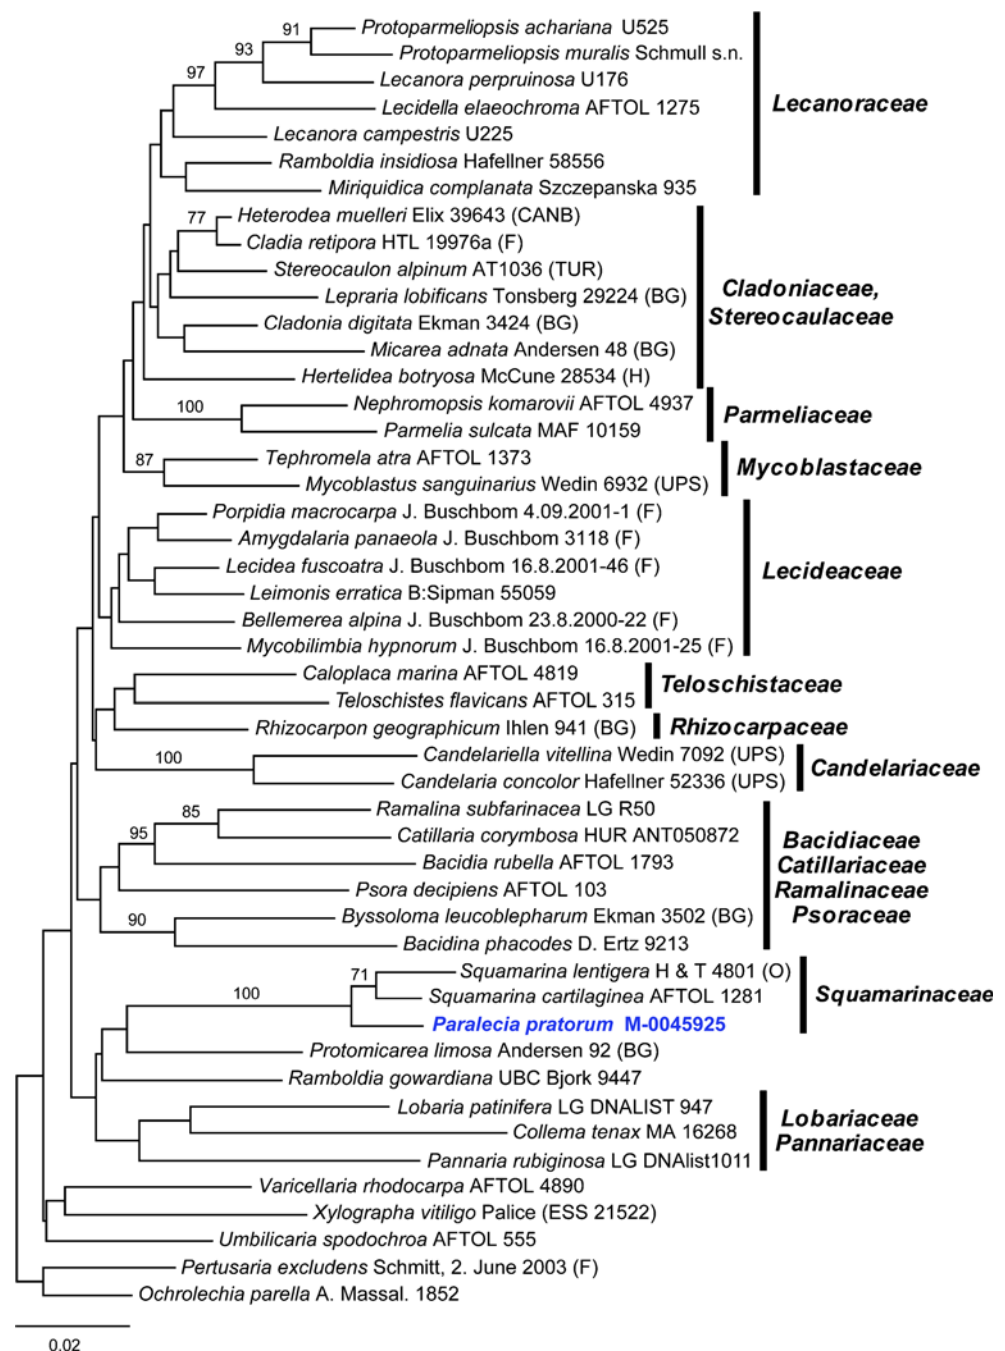 91
Protoparmeliopsis achariana U525
93
Protoparmeliopsis muralis Schmull s.n.
97
Lecanora perpruinosa U176
Lecidella elaeochroma AFTOL 1275
Lecanoraceae
Lecanora campestris U225
Ramboldia insidiosa Hafellner 58556
Miriquidica complanata Szczepanska 935
77
Heterodea muelleri Elix 39643 (CANB)
Cladia retipora HTL 19976a (F)
Stereocaulon alpinum AT1036 (TUR)
Lepraria lobificans Tonsberg 29224 (BG)
Cladoniaceae,
Stereocaulaceae
Cladonia digitata Ekman 3424 (BG)
Micarea adnata Andersen 48 (BG)
Hertelidea botryosa McCune 28534 (H)
100
Nephromopsis komarovii AFTOL 4937
Parmelia sulcata MAF 10159
Parmeliaceae
87
Tephromela atra AFTOL 1373
Mycoblastus sanguinarius Wedin 6932 (UPS)
Mycoblastaceae
Porpidia macrocarpa J. Buschbom 4.09.2001-1 (F)
Amygdalaria panaeola J. Buschbom 3118 (F)
Lecidea fuscoatra J. Buschbom 16.8.2001-46 (F)
Lecideaceae
Leimonis erratica B:Sipman 55059
Bellemerea alpina J. Buschbom 23.8.2000-22 (F)
Mycobilimbia hypnorum J. Buschbom 16.8.2001-25 (F)
Caloplaca marina AFTOL 4819
Teloschistes flavicans AFTOL 315
Teloschistaceae
Rhizocarpon geographicum Ihlen 941 (BG)
Rhizocarpaceae
100
Candelariella vitellina Wedin 7092 (UPS)
Candelaria concolor Hafellner 52336 (UPS)
Candelariaceae
85
Ramalina subfarinacea LG R50
95
Catillaria corymbosa HUR ANT050872
Bacidia rubella AFTOL 1793
Psora decipiens AFTOL 103
Bacidiaceae
Catillariaceae
Ramalinaceae
Psoraceae
90
Byssoloma leucoblepharum Ekman 3502 (BG)
Bacidina phacodes D. Ertz 9213
71
Squamarina lentigera H & T 4801 (O)
100
Squamarina cartilaginea AFTOL 1281
Squamarinaceae
Paralecia pratorum M-0045925
Protomicarea limosa Andersen 92 (BG)
Ramboldia gowardiana UBC Bjork 9447
Lobaria patinifera LG DNALIST 947
Collema tenax MA 16268
Pannaria rubiginosa LG DNAlist1011
Lobariaceae
Pannariaceae
Varicellaria rhodocarpa AFTOL 4890
Xylographa vitiligo Palice (ESS 21522)
Umbilicaria spodochroa AFTOL 555
Pertusaria excludens Schmitt, 2. June 2003 (F)
Ochrolechia parella A. Massal. 1852
0.02